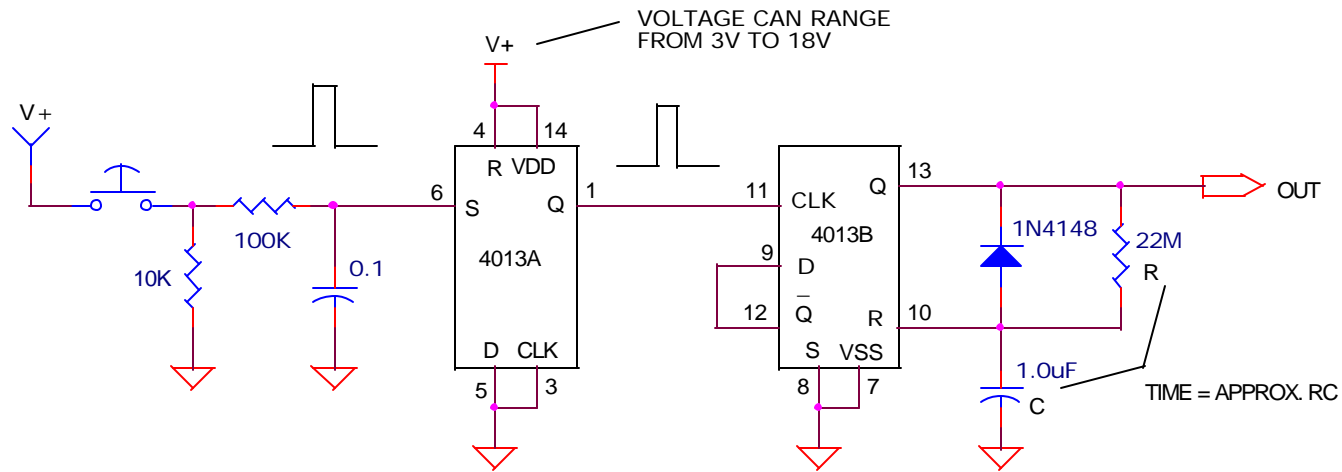 VOLTAGE CAN RANGE
FROM 3V TO 18V
V+
V+
4
14
R
VDD
6
S
Q
1
11
CLK
Q
13
OUT
100K
10K
0.1
4013A
4013B
9
D
12
Q
R
10
1N4148
22M
R
D
CLK
5
3
S
VSS
8
7
1.0uF
C
TIME = APPROX. RC